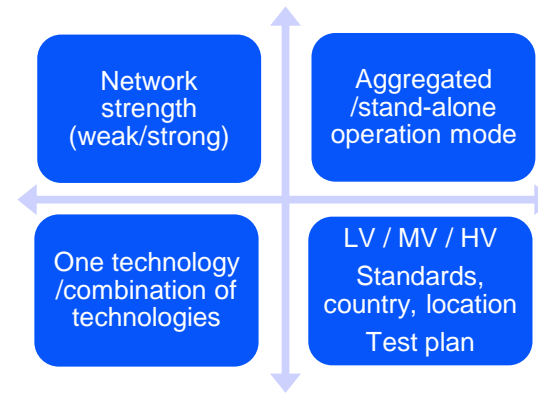 Network
strength
(weak/strong)
Aggregated
/stand-alone
operation mode
One technology
/combination of
technologies
LV / MV / HV
Standards,
country, location
Test plan